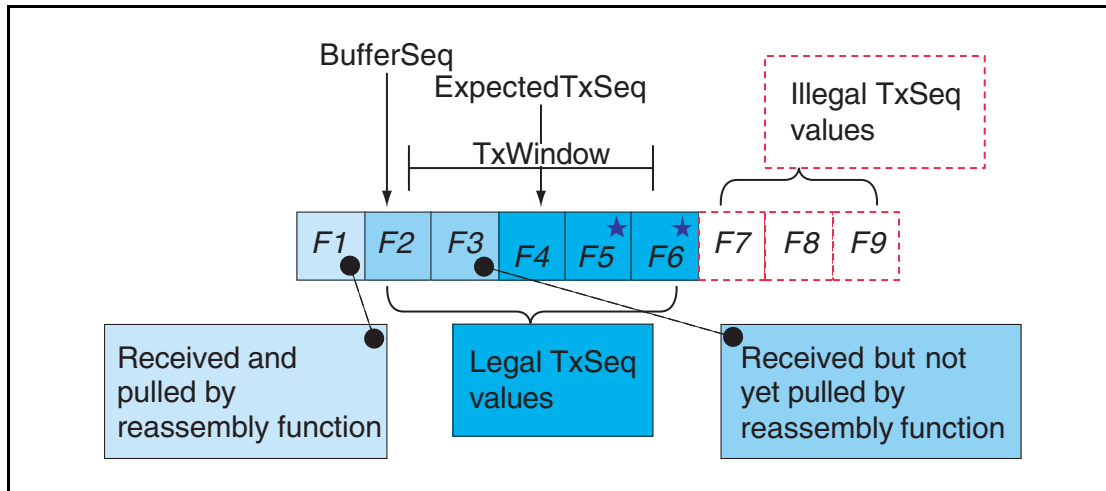 BufferSeq
ExpectedTxSeq
TxWindow
Illegal TxSeq
values
F1 F2 F3 F4 F5 F6 F7 F8 F9
Received and
pulled by
reassembly function
Legal TxSeq
values
Received but not
yet pulled by
reassembly function